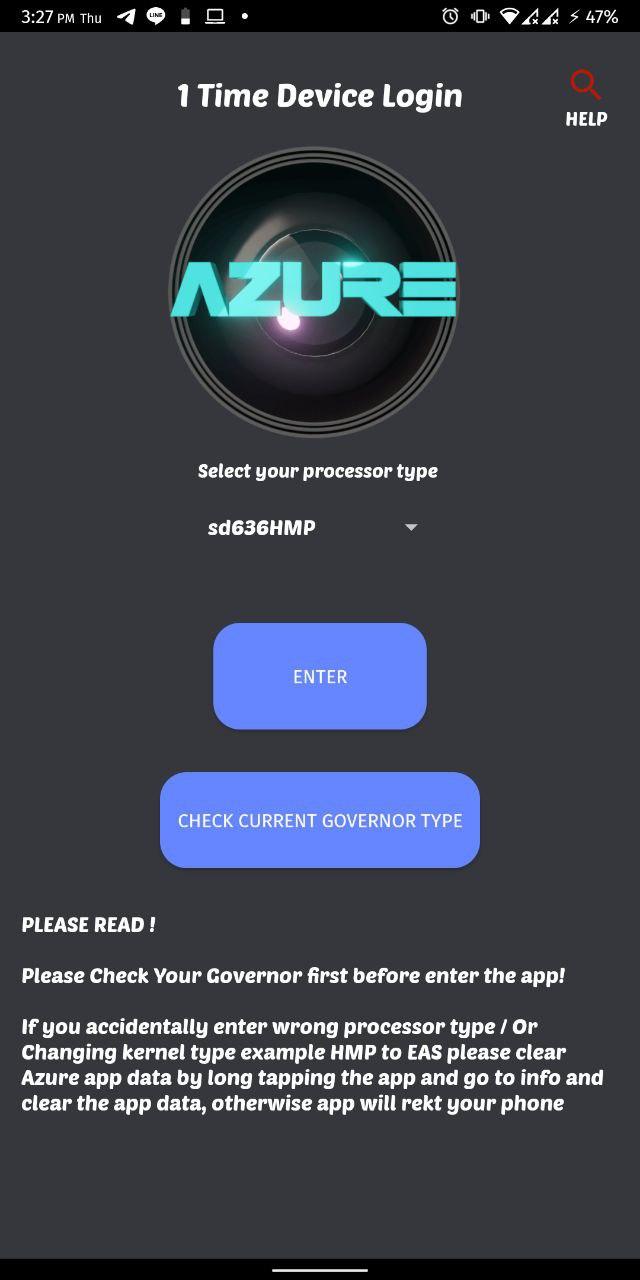 3:27 PM Thu
LINE
47%
1 Time Device Login
HELP
AZURE
Select your processor type
sd636HMP
ENTER
CHECK CURRENT GOVERNOR TYPE
PLEASE READ !
Please Check Your Governor first before enter the app!
If you accidentally enter wrong processor type / Or
Changing kernel type example HMP to EAS please clear
Azure app data by long tapping the app and go to info and
clear the app data, otherwise app will rekt your phone